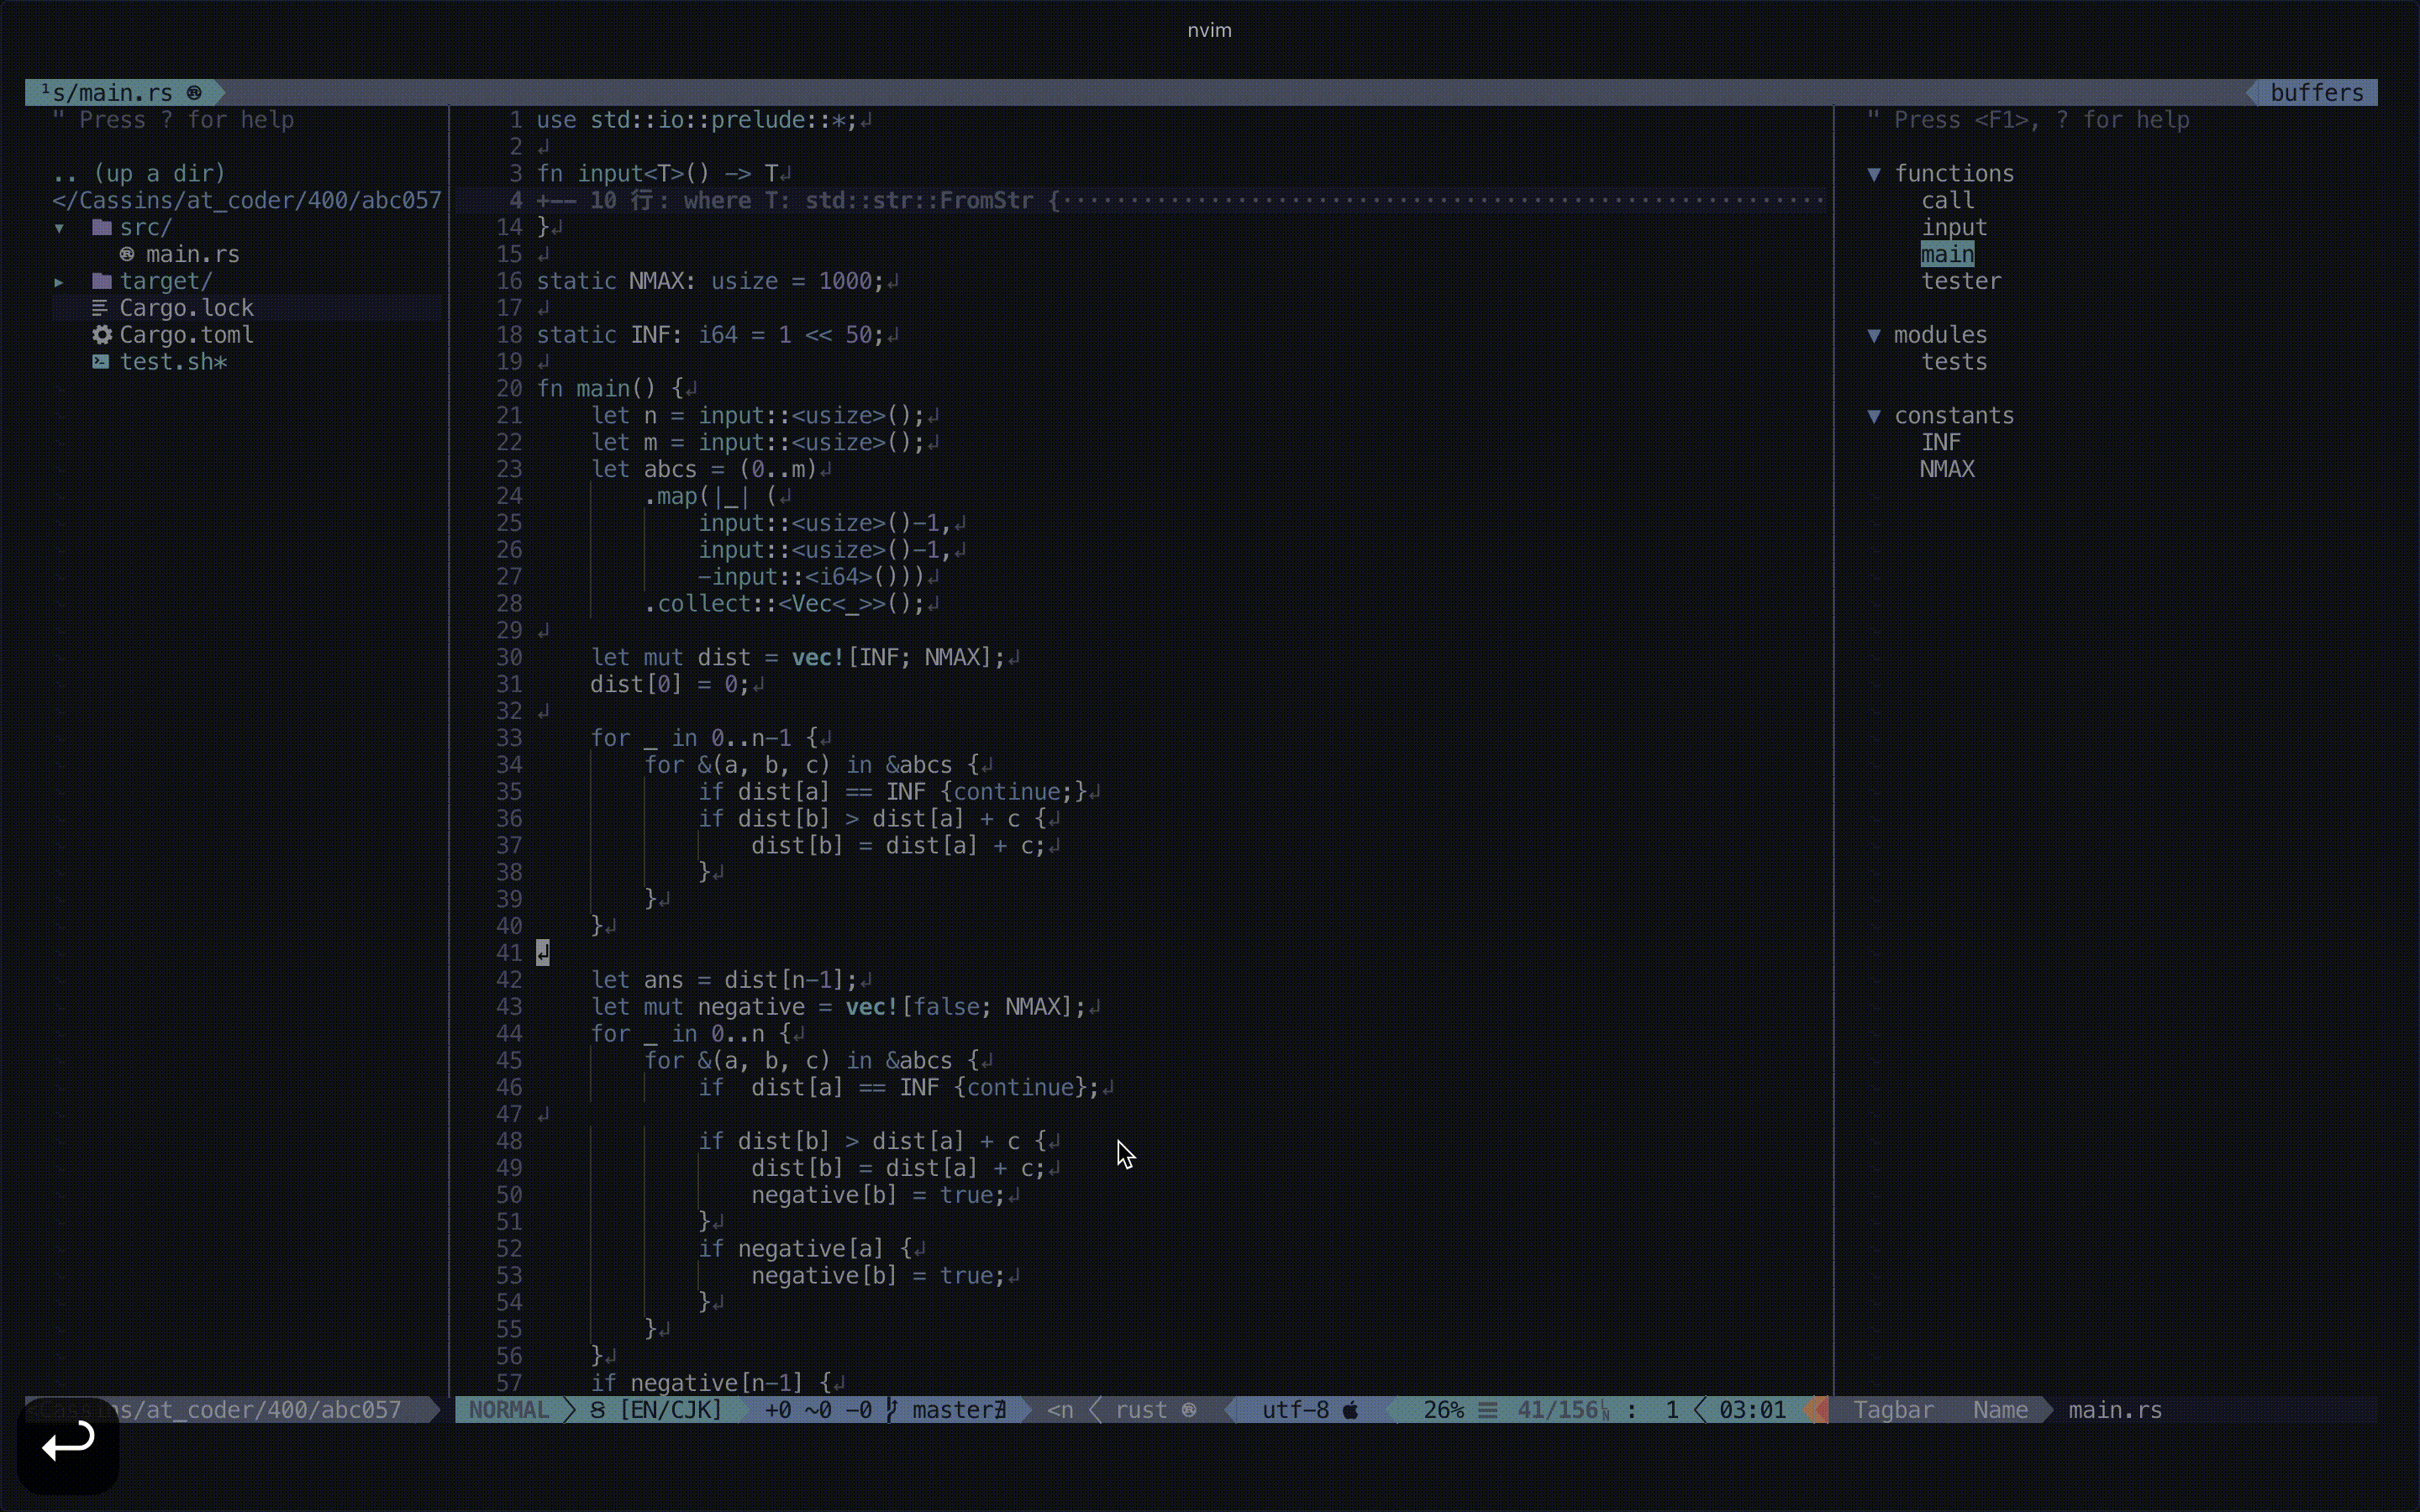 nvim
¹s/main.rs
buffers
" Press ? for help
.. (up a dir)
</Cassins/at_coder/400/abc057
▾ src/
main.rs
▸ target/
Cargo.lock
Cargo.toml
test.sh*
1 use std::io::prelude::*;↲
2 ↲
3 fn input<T>() -> T↲
4 +-- 10 行: where T: std::str::FromStr {····························
14 }↲
15 ↲
16 static NMAX: usize = 1000;↲
17 ↲
18 static INF: i64 = 1 << 50;↲
19 ↲
20 fn main() {↲
21     let n = input::<usize>();↲
22     let m = input::<usize>();↲
23     let abcs = (0..m)↲
24         .map(|_| (↲
25             input::<usize>()-1,↲
26             input::<usize>()-1,↲
27             -input::<i64>()))↲
28         .collect::<Vec<_>>();↲
29 ↲
30     let mut dist = vec![INF; NMAX];↲
31     dist[0] = 0;↲
32 ↲
33     for _ in 0..n-1 {↲
34         for &(a, b, c) in &abcs {↲
35             if dist[a] == INF {continue;}↲
36             if dist[b] > dist[a] + c {↲
37                 dist[b] = dist[a] + c;↲
38             }↲
39         }↲
40     }↲
41 ↲
42     let ans = dist[n-1];↲
43     let mut negative = vec![false; NMAX];↲
44     for _ in 0..n {↲
45         for &(a, b, c) in &abcs {↲
46             if  dist[a] == INF {continue};↲
47 ↲
48             if dist[b] > dist[a] + c {↲
49                 dist[b] = dist[a] + c;↲
50                 negative[b] = true;↲
51             }↲
52             if negative[a] {↲
53                 negative[b] = true;↲
54             }↲
55         }↲
56     }↲
57     if negative[n-1] {↲
" Press <F1>, ? for help
▼ functions
call
input
main
tester
▼ modules
tests
▼ constants
INF
NMAX
<Cassins/at_coder/400/abc057
NORMAL [EN/CJK] +0 ~0 -0 master <n rust utf-8 26% ☰ 41/156 : 1 03:01
Tagbar Name main.rs